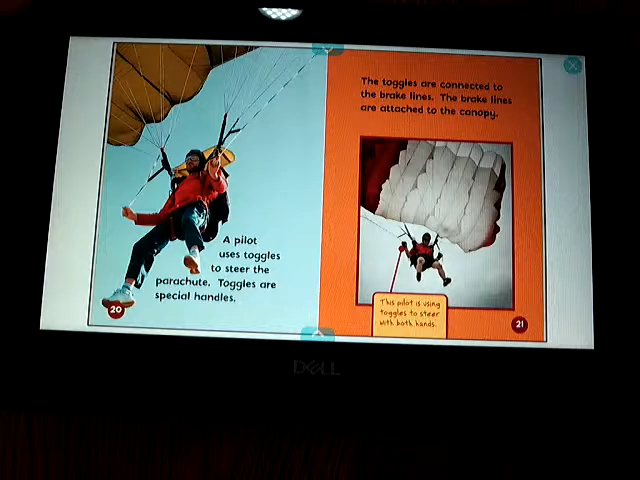 A pilot
uses toggles
to steer the
parachute. Toggles are
special handles.
20
The toggles are connected to
the brake lines. The brake lines
are attached to the canopy.
This pilot is using
toggles to steer
with both hands.
21
DELL